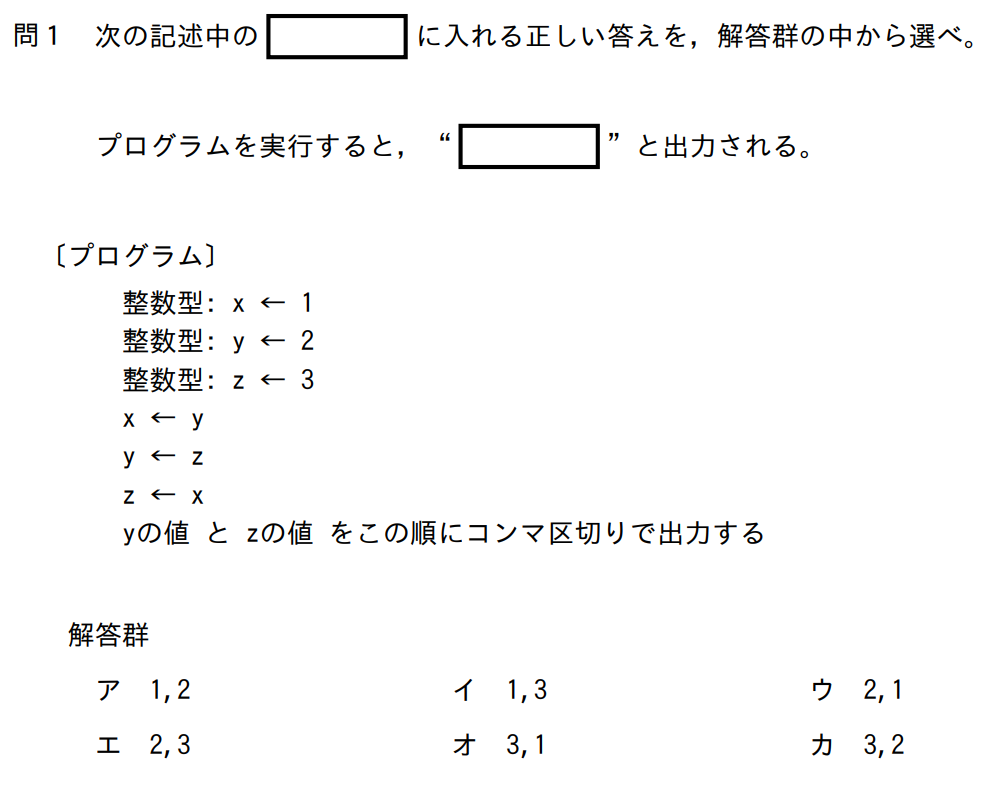 問1 次の記述中の に入れる正しい答えを，解答群の中から選べ。
プログラムを実行すると，“ ”と出力される。
〔プログラム〕
整数型: x ← 1
整数型: y ← 2
整数型: z ← 3
x ← y
y ← z
z ← x
yの値 と zの値 をこの順にコンマ区切りで出力する
解答群
ア 1,2 イ 1,3 ウ 2,1
エ 2,3 オ 3,1 カ 3,2